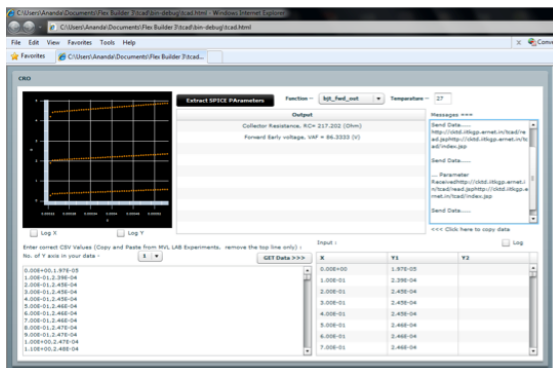 C:\Users\Ananda\Documents\Flex Builder 3\tcad\bin-debug\tcad.html - Windows Internet Explorer
C:\Users\Ananda\Documents\Flex Builder 3\tcad\bin-debug\tcad.html
File Edit View Favorites Tools Help
x Conve
Favorites C:\Users\Ananda\Documents\Flex Builder 3\tcad...
CRO
Extract SPICE PArameters Function ~ bjt_fwd_out Temperature ~ 27
Output
Collector Resistance, RC= 217.202 (Ohm)
Forward Early voltage, VAF = 86.3333 (V)
Messages ===
Send Data.....
http://cktd.iitkgp.ernet.in/tcad/re
ad.jsphttp://cktd.iitkgp.ernet.in/tc
ad/index.jsp
Send Data.....
... Parameter
Receivedhttp://cktd.iitkgp.ernet.i
n/tcad/read.jsphttp://cktd.iitkgp.e
rnet.in/tcad/index.jsp
Send Data.....
<<< Click here to copy data
Log X Log Y
Enter correct CSV Values (Copy and Paste from MVL LAB Experiments. remove the top line only) :
No. of Y axis in your data - 1 GET Data >>>
Input : Log
0.00E+00,1.97E-05
1.00E-01,2.39E-04
2.00E-01,2.45E-04
3.00E-01,2.45E-04
4.00E-01,2.45E-04
5.00E-01,2.46E-04
6.00E-01,2.46E-04
7.00E-01,2.46E-04
8.00E-01,2.47E-04
9.00E-01,2.47E-04
1.00E+00,2.47E-04
1.10E+00,2.48E-04
X Y1 Y2
0.00E+00 1.97E-05
1.00E-01 2.39E-04
2.00E-01 2.45E-04
3.00E-01 2.45E-04
4.00E-01 2.45E-04
5.00E-01 2.46E-04
6.00E-01 2.46E-04
7.00E-01 2.46E-04